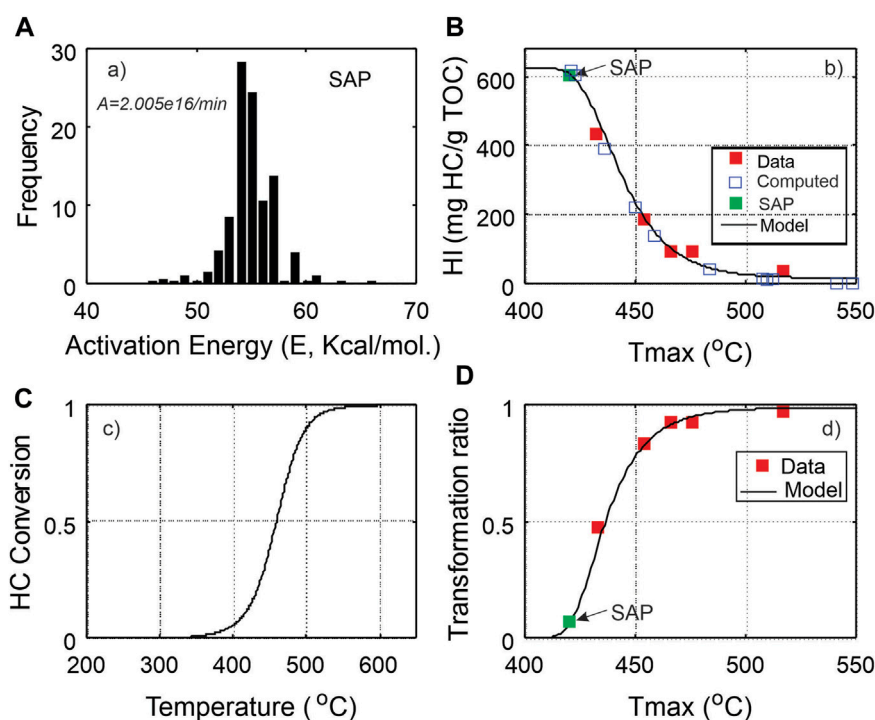 A
a)
SAP
A=2.005e16/min
30
20
10
0
Frequency
40 50 60 70
Activation Energy (E, Kcal/mol.)
B
b)
SAP
600
400
200
0
HI (mg HC/g TOC)
Data
Computed
SAP
Model
400 450 500 550
Tmax (°C)
C
c)
1
0.5
0
HC Conversion
200 300 400 500 600
Temperature (°C)
D
d)
1
0.5
0
Transformation ratio
Data
Model
SAP
400 450 500 550
Tmax (°C)